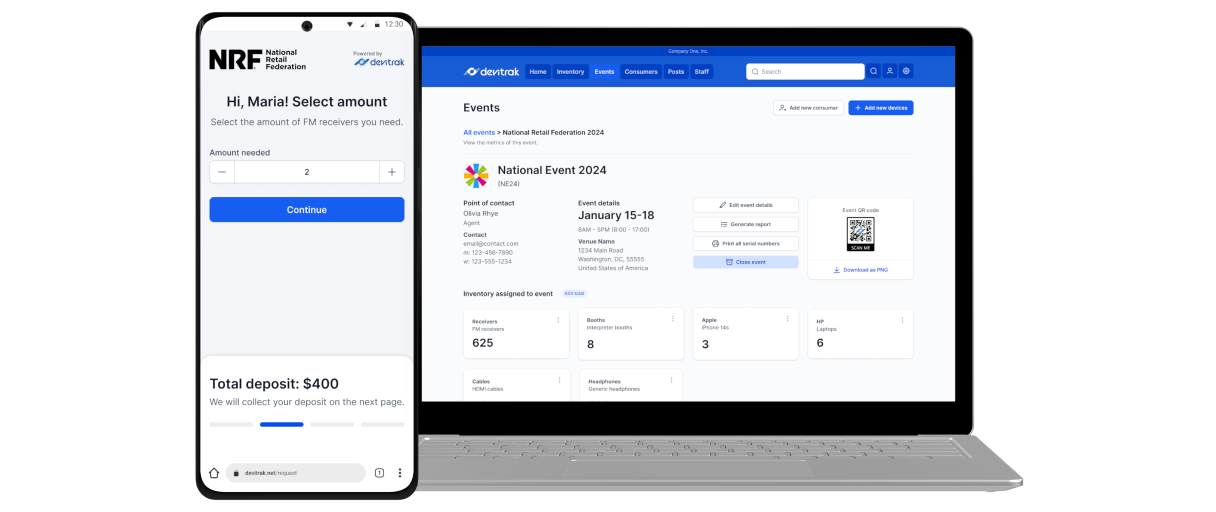 12:30
NRF National
Retail
Federation
Powered by
devitrak
Hi, Maria! Select amount
Select the amount of FM receivers you need.
Amount needed
− 2 +
Continue
Total deposit: $400
We will collect your deposit on the next page.
devitrak.net/request
1
Company One, Inc.
devitrak Home Inventory Events Consumers Posts Staff Search
Events
Add new consumer
+ Add new devices
All events > National Retail Federation 2024
View the metrics of this event.
National Event 2024
(NE24)
Point of contact
Olivia Rhye
Agent
Contact
email@contact.com
m: 123-456-7890
w: 123-555-1234
Event details
January 15-18
8AM - 5PM (8:00 - 17:00)
Venue Name
1234 Main Road
Washington, DC, 55555
United States of America
Edit event details
Generate report
Print all serial numbers
Close event
Event QR code
SCAN ME
Download as PNG
Inventory assigned to event
650 total
Receivers
FM receivers
625
Booths
Interpreter booths
8
Apple
iPhone 14s
3
HP
Laptops
6
Cables
HDMI cables
Headphones
Generic headphones